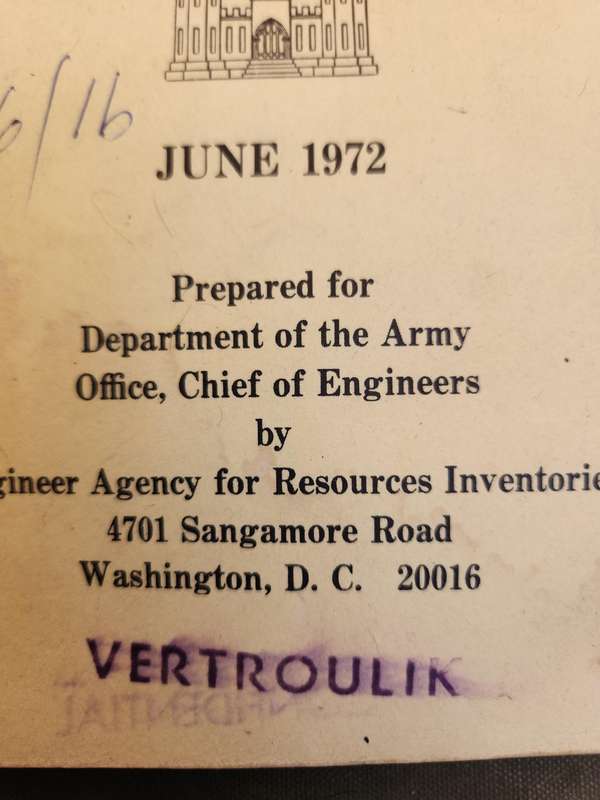 /16
JUNE 1972
Prepared for
Department of the Army
Office, Chief of Engineers
by
gineer Agency for Resources Inventorie
4701 Sangamore Road
Washington, D. C. 20016
VERTROULIK